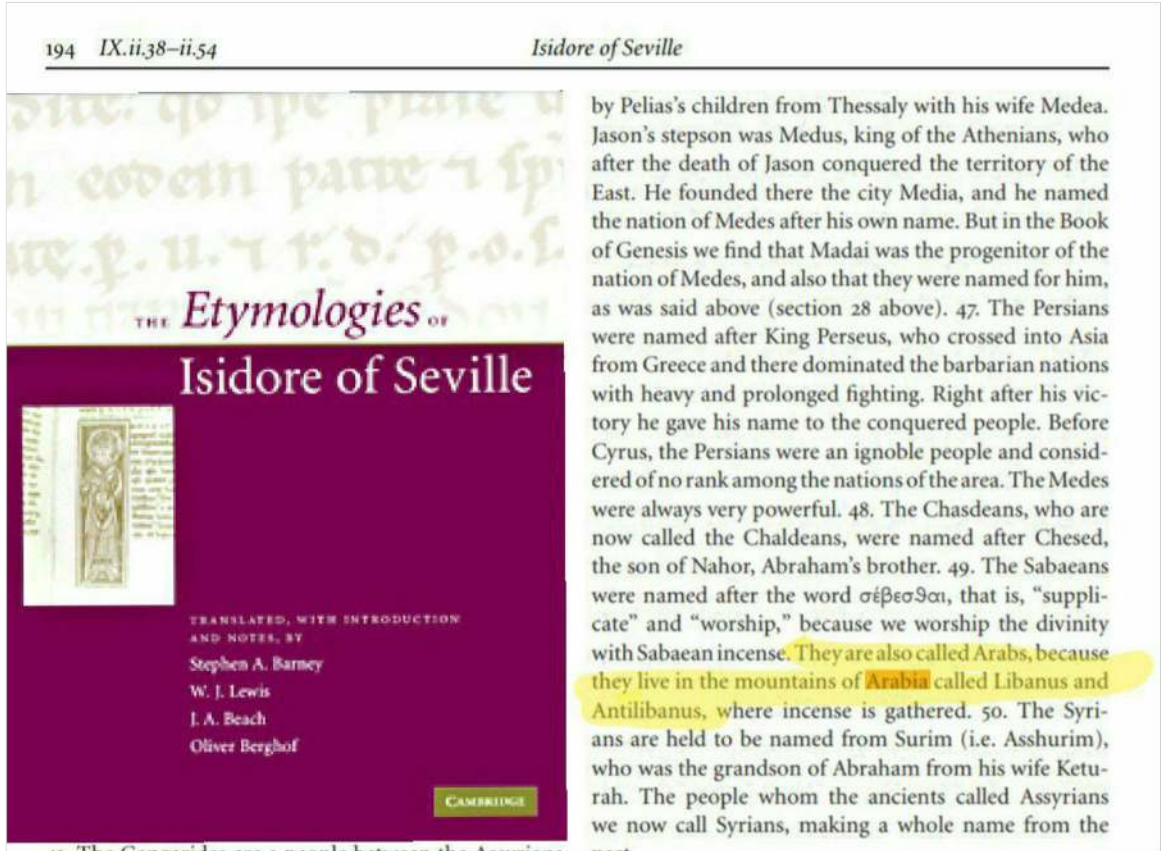 194 IX.ii.38–ii.54 Isidore of Seville
THE Etymologies OF
Isidore of Seville
TRANSLATED, WITH INTRODUCTION
AND NOTES, BY
Stephen A. Barney
W. J. Lewis
J. A. Beach
Oliver Berghof
CAMBRIDGE
by Pelias's children from Thessaly with his wife Medea.
Jason's stepson was Medus, king of the Athenians, who
after the death of Jason conquered the territory of the
East. He founded there the city Media, and he named
the nation of Medes after his own name. But in the Book
of Genesis we find that Madai was the progenitor of the
nation of Medes, and also that they were named for him,
as was said above (section 28 above). 47. The Persians
were named after King Perseus, who crossed into Asia
from Greece and there dominated the barbarian nations
with heavy and prolonged fighting. Right after his vic-
tory he gave his name to the conquered people. Before
Cyrus, the Persians were an ignoble people and consid-
ered of no rank among the nations of the area. The Medes
were always very powerful. 48. The Chasdeans, who are
now called the Chaldeans, were named after Chesed,
the son of Nahor, Abraham's brother. 49. The Sabaeans
were named after the word σέβεσϑαι, that is, "suppli-
cate" and "worship," because we worship the divinity
with Sabaean incense. They are also called Arabs, because
they live in the mountains of Arabia called Libanus and
Antilibanus, where incense is gathered. 50. The Syri-
ans are held to be named from Surim (i.e. Asshurim),
who was the grandson of Abraham from his wife Ketu-
rah. The people whom the ancients called Assyrians
we now call Syrians, making a whole name from the